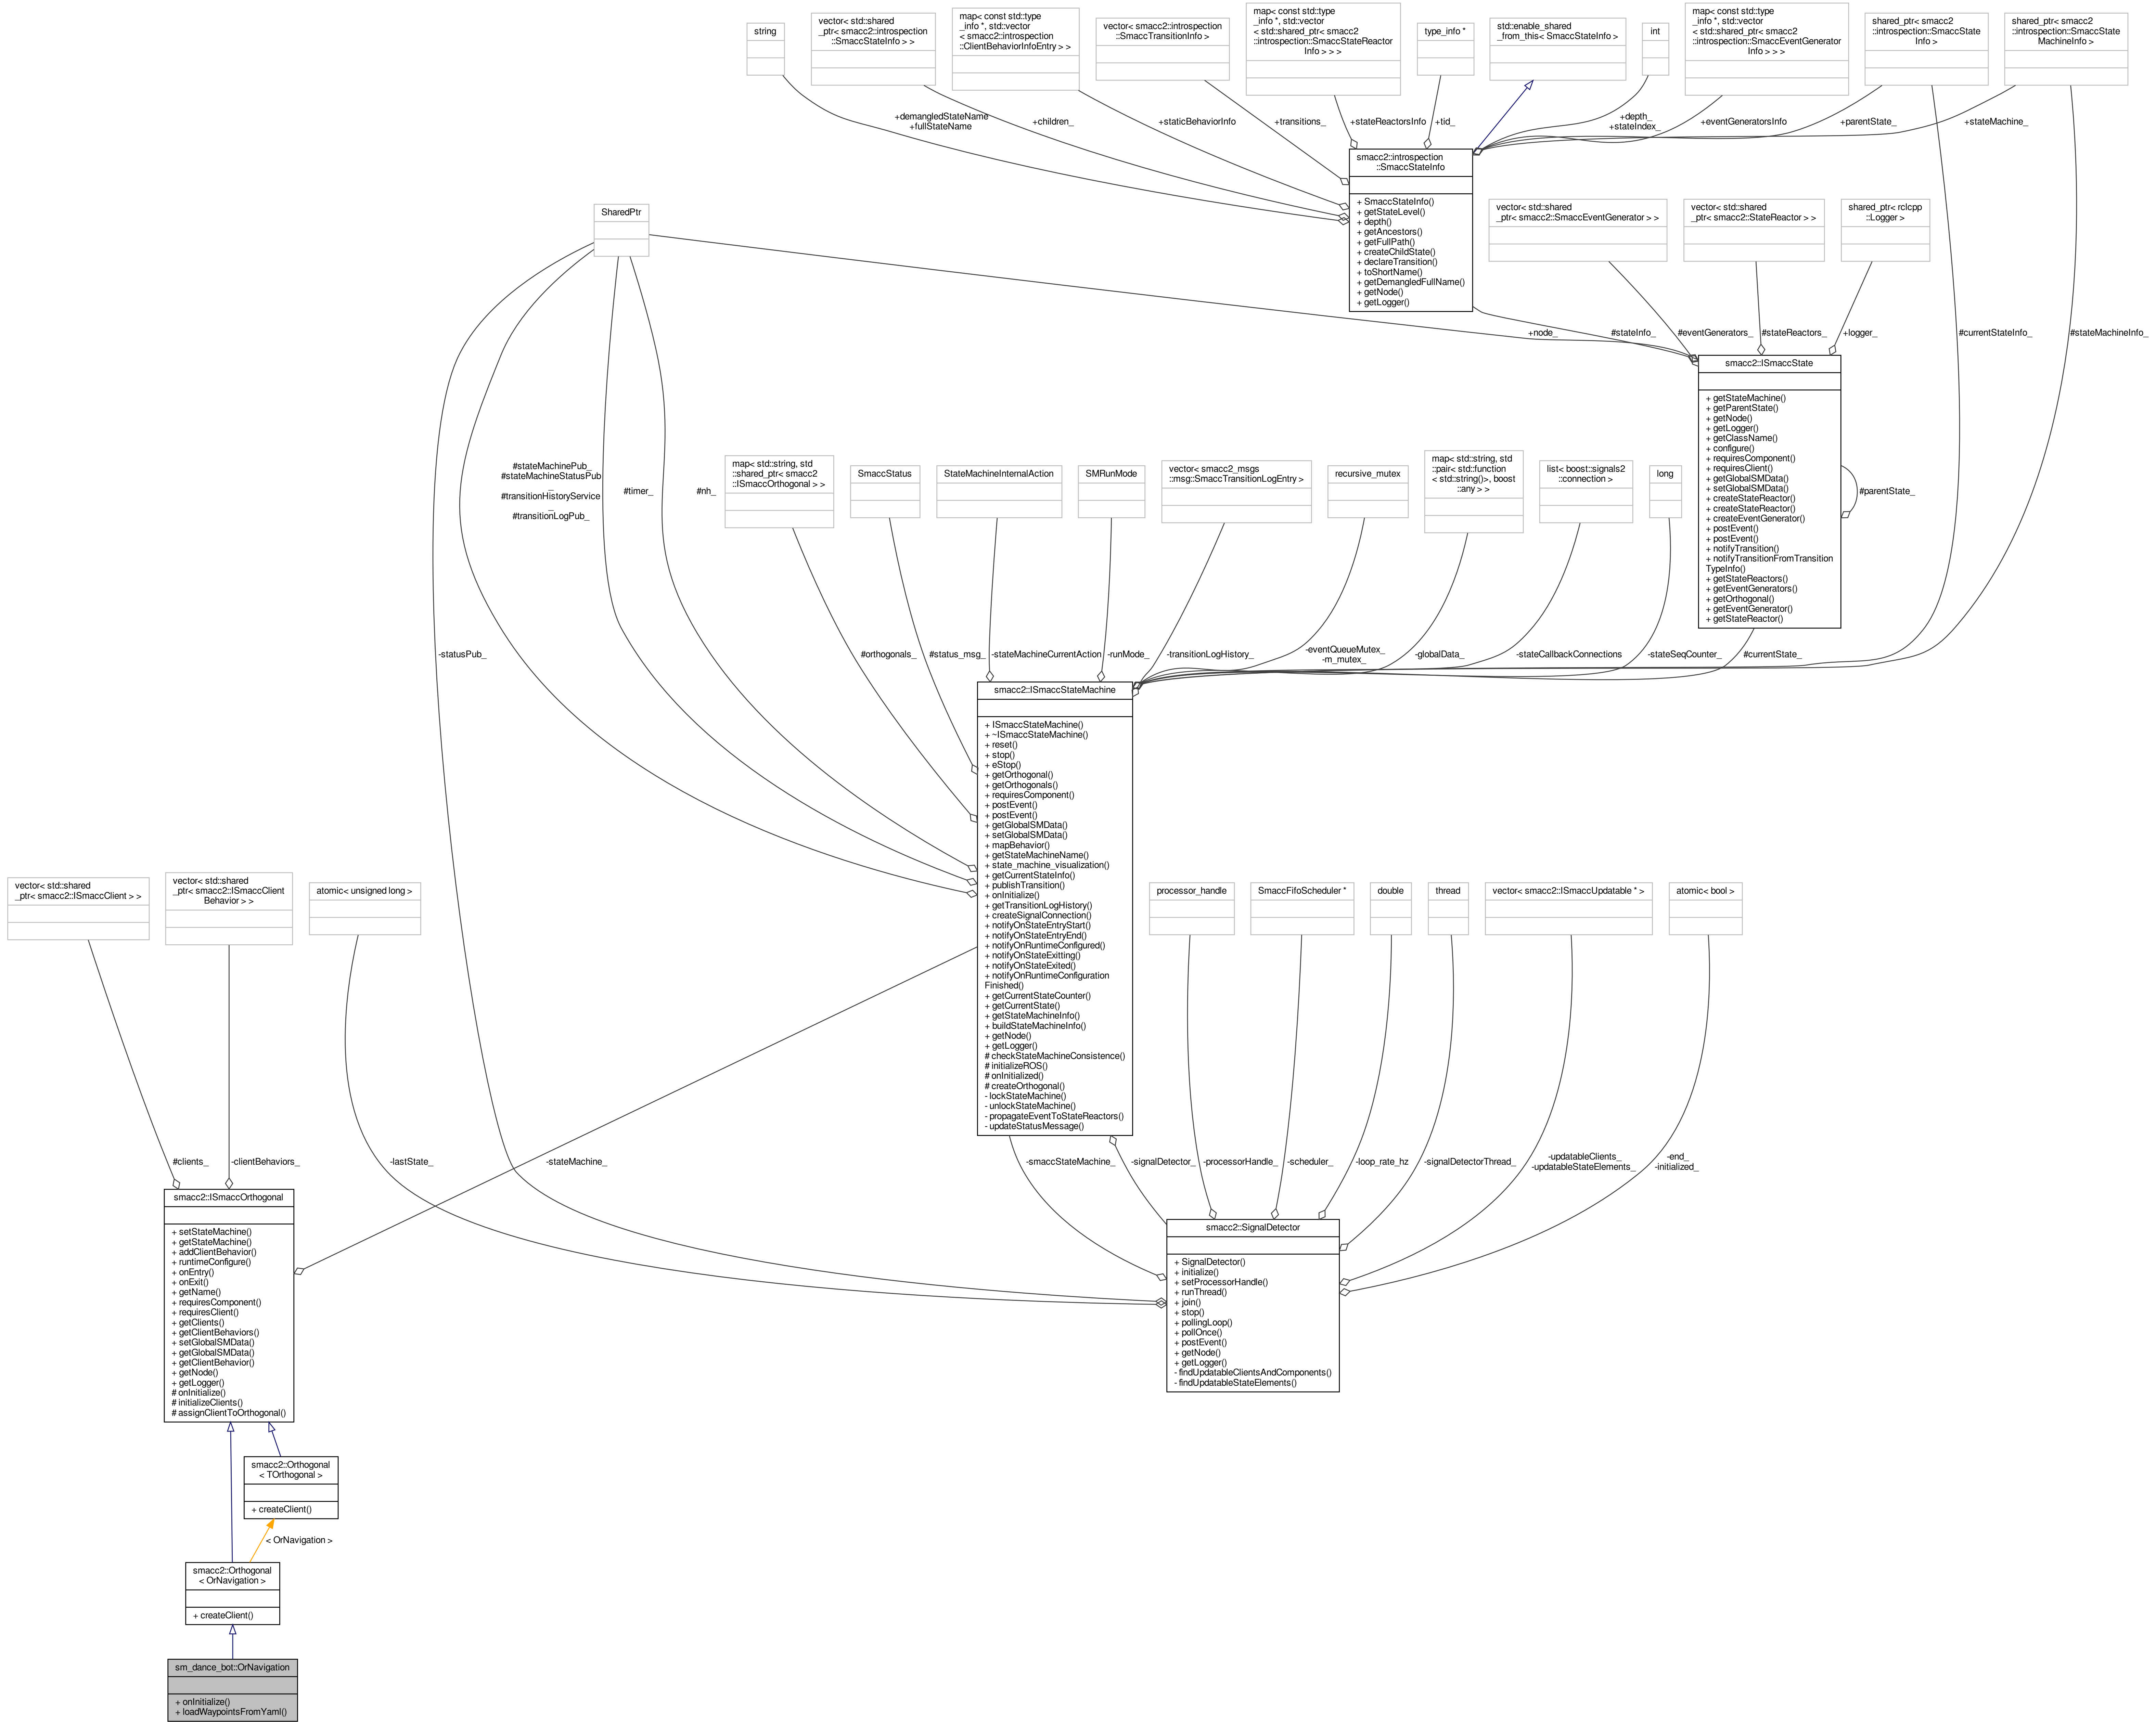 string
vector< std::shared
_ptr< smacc2::introspection
::SmaccStateInfo > >
map< const std::type
_info *, std::vector
< smacc2::introspection
::ClientBehaviorInfoEntry > >
vector< smacc2::introspection
::SmaccTransitionInfo >
map< const std::type
_info *, std::vector
< std::shared_ptr< smacc2
::introspection::SmaccStateReactor
Info > > >
type_info *
std::enable_shared
_from_this< SmaccStateInfo >
int
map< const std::type
_info *, std::vector
< std::shared_ptr< smacc2
::introspection::SmaccEventGenerator
Info > > >
shared_ptr< smacc2
::introspection::SmaccState
Info >
shared_ptr< smacc2
::introspection::SmaccState
MachineInfo >
+demangledStateName
+fullStateName
+children_
+staticBehaviorInfo
+transitions_
+stateReactorsInfo
+tid_
+depth_
+stateIndex_
+eventGeneratorsInfo
+parentState_
+stateMachine_
smacc2::introspection
::SmaccStateInfo
+ SmaccStateInfo()
+ getStateLevel()
+ depth()
+ getAncestors()
+ getFullPath()
+ createChildState()
+ declareTransition()
+ toShortName()
+ getDemangledFullName()
+ getNode()
+ getLogger()
SharedPtr
vector< std::shared
_ptr< smacc2::SmaccEventGenerator > >
vector< std::shared
_ptr< smacc2::StateReactor > >
shared_ptr< rclcpp
::Logger >
+node_
#stateInfo_
#eventGenerators_
#stateReactors_
+logger_
#currentStateInfo_
#stateMachineInfo_
smacc2::ISmaccState
+ getStateMachine()
+ getParentState()
+ getNode()
+ getLogger()
+ getClassName()
+ configure()
+ requiresComponent()
+ requiresClient()
+ getGlobalSMData()
+ setGlobalSMData()
+ createStateReactor()
+ createStateReactor()
+ createEventGenerator()
+ postEvent()
+ postEvent()
+ notifyTransition()
+ notifyTransitionFromTransition
TypeInfo()
+ getStateReactors()
+ getEventGenerators()
+ getOrthogonal()
+ getEventGenerator()
+ getStateReactor()
#parentState_
#stateMachinePub_
#stateMachineStatusPub
_
#transitionHistoryService
_
#transitionLogPub_
#timer_
#nh_
map< std::string, std
::shared_ptr< smacc2
::ISmaccOrthogonal > >
SmaccStatus
StateMachineInternalAction
SMRunMode
vector< smacc2_msgs
::msg::SmaccTransitionLogEntry >
recursive_mutex
map< std::string, std
::pair< std::function
< std::string()>, boost
::any > >
list< boost::signals2
::connection >
long
-statusPub_
#orthogonals_
#status_msg_
-stateMachineCurrentAction
-runMode_
-transitionLogHistory_
-eventQueueMutex_
-m_mutex_
-globalData_
-stateCallbackConnections
-stateSeqCounter_
#currentState_
smacc2::ISmaccStateMachine
+ ISmaccStateMachine()
+ ~ISmaccStateMachine()
+ reset()
+ stop()
+ eStop()
+ getOrthogonal()
+ getOrthogonals()
+ requiresComponent()
+ postEvent()
+ postEvent()
+ getGlobalSMData()
+ setGlobalSMData()
+ mapBehavior()
+ getStateMachineName()
+ state_machine_visualization()
+ getCurrentStateInfo()
+ publishTransition()
+ onInitialize()
+ getTransitionLogHistory()
+ createSignalConnection()
+ notifyOnStateEntryStart()
+ notifyOnStateEntryEnd()
+ notifyOnRuntimeConfigured()
+ notifyOnStateExitting()
+ notifyOnStateExited()
+ notifyOnRuntimeConfiguration
Finished()
+ getCurrentStateCounter()
+ getCurrentState()
+ getStateMachineInfo()
+ buildStateMachineInfo()
+ getNode()
+ getLogger()
# checkStateMachineConsistence()
# initializeROS()
# onInitialized()
# createOrthogonal()
- lockStateMachine()
- unlockStateMachine()
- propagateEventToStateReactors()
- updateStatusMessage()
vector< std::shared
_ptr< smacc2::ISmaccClient > >
vector< std::shared
_ptr< smacc2::ISmaccClient
Behavior > >
atomic< unsigned long >
processor_handle
SmaccFifoScheduler *
double
thread
vector< smacc2::ISmaccUpdatable * >
atomic< bool >
#clients_
-clientBehaviors_
-lastState_
-stateMachine_
-smaccStateMachine_
-signalDetector_
-processorHandle_
-scheduler_
-loop_rate_hz
-signalDetectorThread_
-updatableClients_
-updatableStateElements_
-end_
-initialized_
smacc2::ISmaccOrthogonal
+ setStateMachine()
+ getStateMachine()
+ addClientBehavior()
+ runtimeConfigure()
+ onEntry()
+ onExit()
+ getName()
+ requiresComponent()
+ requiresClient()
+ getClients()
+ getClientBehaviors()
+ setGlobalSMData()
+ getGlobalSMData()
+ getClientBehavior()
+ getNode()
+ getLogger()
# onInitialize()
# initializeClients()
# assignClientToOrthogonal()
smacc2::SignalDetector
+ SignalDetector()
+ initialize()
+ setProcessorHandle()
+ runThread()
+ join()
+ stop()
+ pollingLoop()
+ pollOnce()
+ postEvent()
+ getNode()
+ getLogger()
- findUpdatableClientsAndComponents()
- findUpdatableStateElements()
smacc2::Orthogonal
< TOrthogonal >
+ createClient()
< OrNavigation >
smacc2::Orthogonal
< OrNavigation >
+ createClient()
sm_dance_bot::OrNavigation
+ onInitialize()
+ loadWaypointsFromYaml()